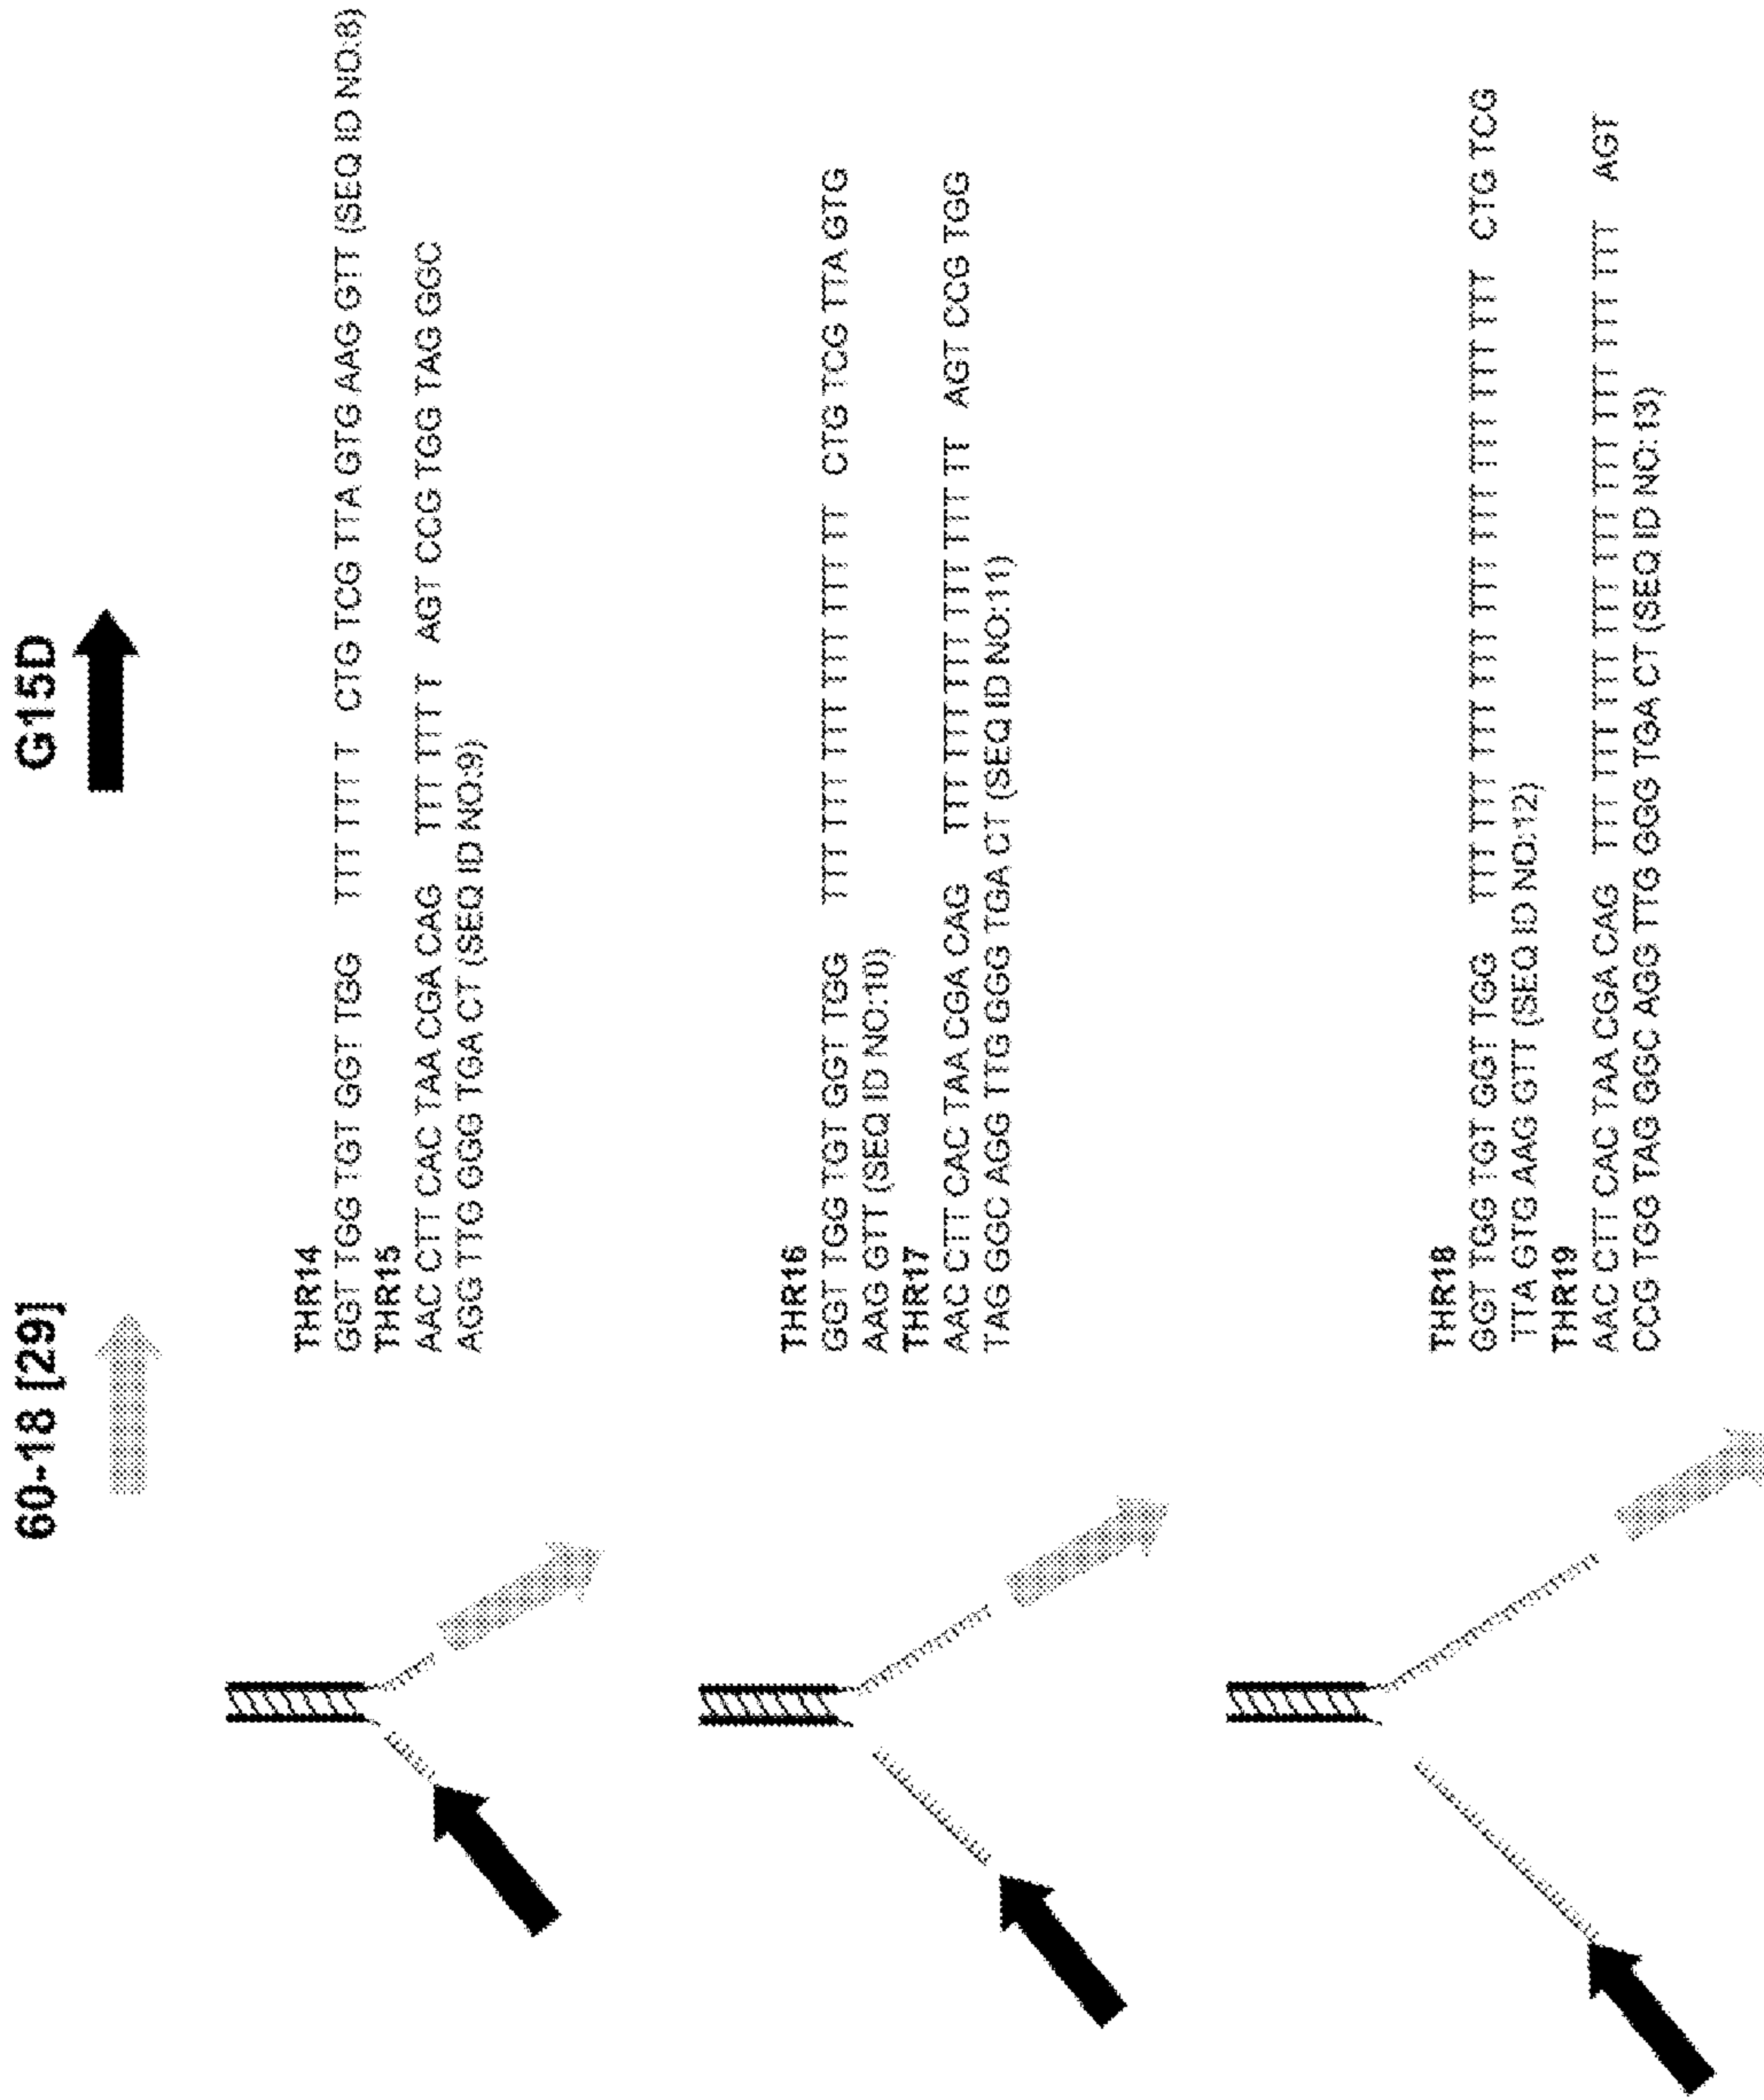 60-18 [29]
G15D
THR14
GGT TGG TGT GGT TGG TTT TTT T CTG TCG TTA GTG AAG GTT (SEQ ID NO:8)
THR15
AAC CTT CAC TAA CGA CAG TTT TTT T AGT CCG TGG TAG GGC
AGG TTG GGG TGA CT (SEQ ID NO:9)
THR16
GGT TGG TGT GGT TGG TTT TTT TTT TTT TTT TT CTG TCG TTA GTG
AAG GTT (SEQ ID NO:10)
THR17
AAC CTT CAC TAA CGA CAG TTT TTT TTT TTT TTT TT AGT CCG TGG
TAG GGC AGG TTG GGG TGA CT (SEQ ID NO:11)
THR18
GGT TGG TGT GGT TGG TTT TTT TTT TTT TTT TTT TTT TTT TTT CTG TCG
TTA GTG AAG GTT (SEQ ID NO:12)
THR19
AAC CTT CAC TAA CGA CAG TTT TTT TTT TTT TTT TTT TTT TTT TTT AGT
CCG TGG TAG GGC AGG TTG GGG TGA CT (SEQ ID NO:13)